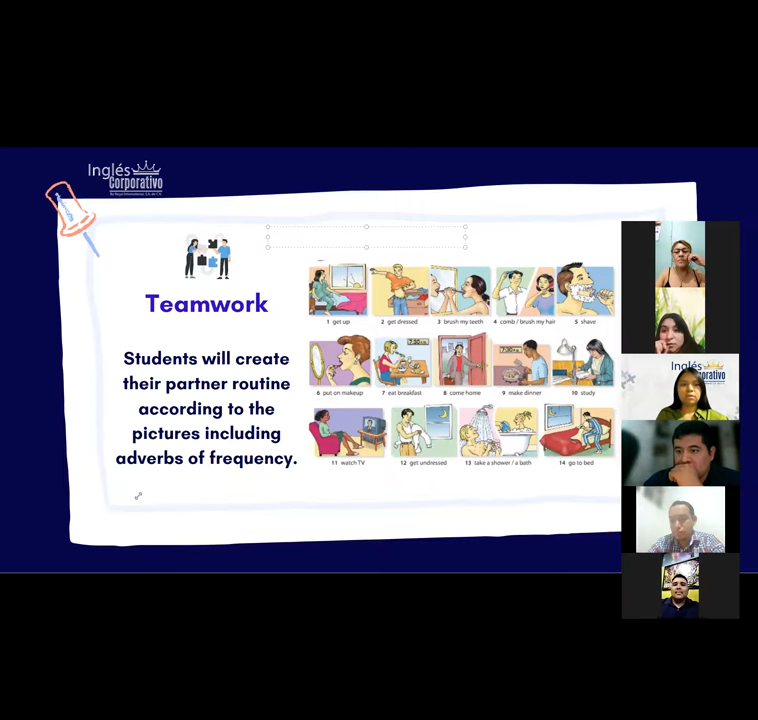 Inglés
Corporativo
Teamwork
Students will create
their partner routine
according to the
pictures including
adverbs of frequency.
1 get up
2 get dressed
3 brush my teeth
4 comb / brush my hair
5 shave
6 put on makeup
7 eat breakfast
8 come home
9 make dinner
10 study
11 watch TV
12 get undressed
13 take a shower / a bath
14 go to bed
Inglés
orporativo